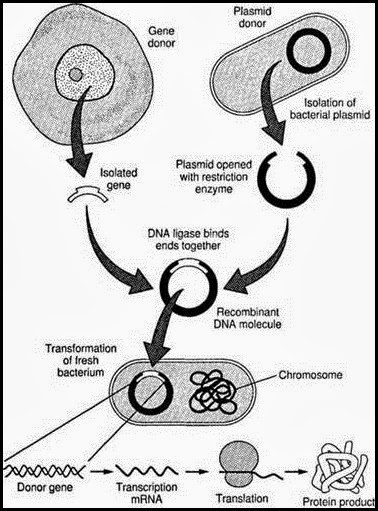 Gene
donor
Plasmid
donor
Isolation of
bacterial plasmid
Isolated
gene
Plasmid opened
with restriction
enzyme
DNA ligase binds
ends together
Recombinant
DNA molecule
Transformation
of fresh
bacterium
Chromosome
Donor gene
Transcription
mRNA
Translation
Protein product